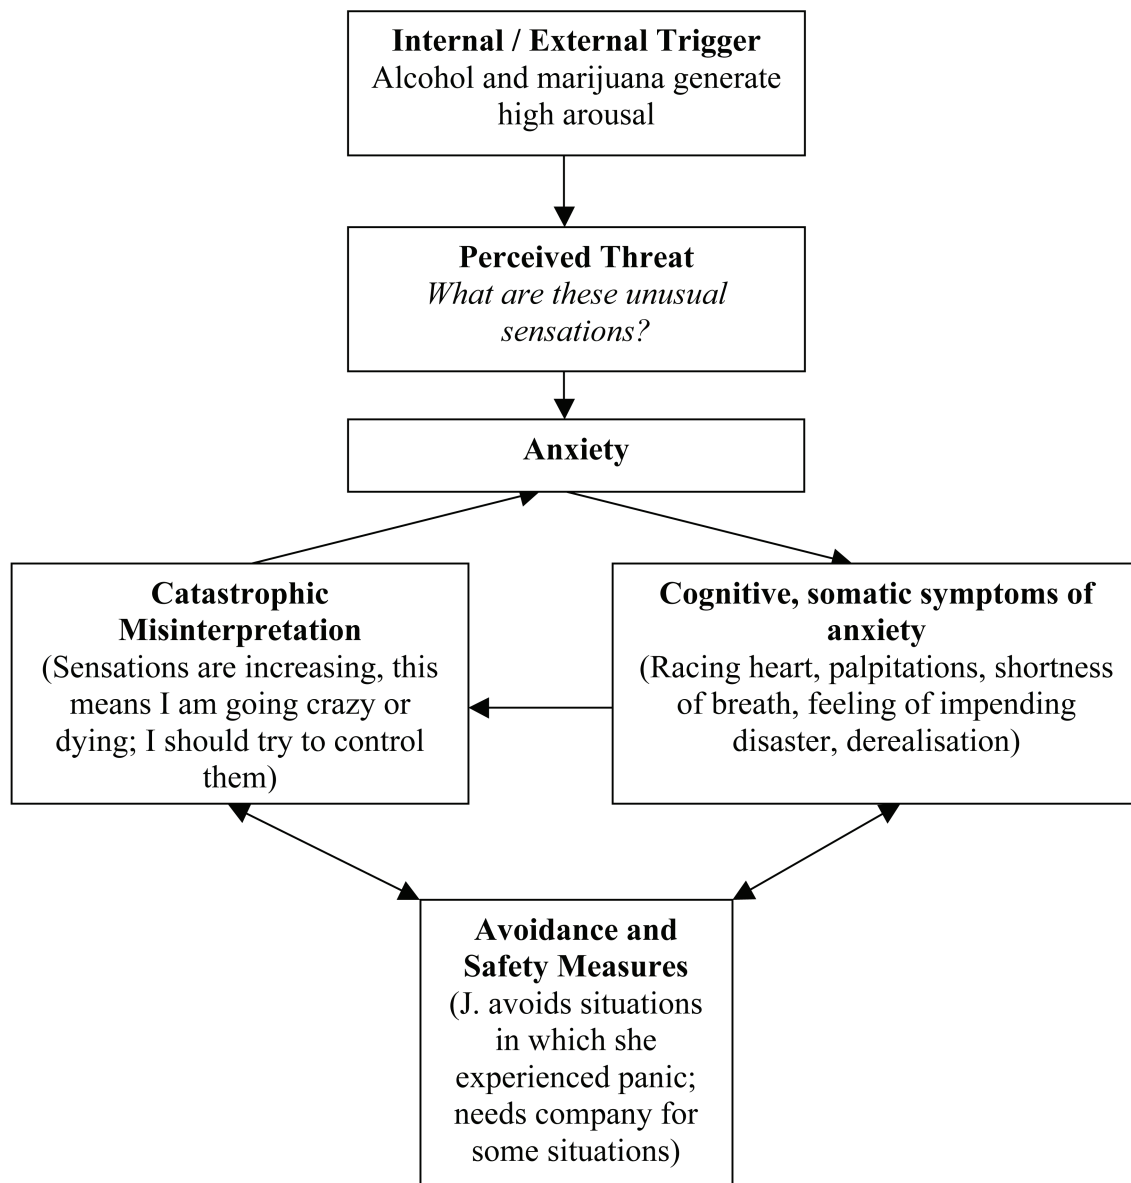 Internal / External Trigger
Alcohol and marijuana generate
high arousal
Perceived Threat
What are these unusual
sensations?
Anxiety
Catastrophic
Misinterpretation
(Sensations are increasing, this
means I am going crazy or
dying; I should try to control
them)
Cognitive, somatic symptoms of
anxiety
(Racing heart, palpitations, shortness
of breath, feeling of impending
disaster, derealisation)
Avoidance and
Safety Measures
(J. avoids situations
in which she
experienced panic;
needs company for
some situations)